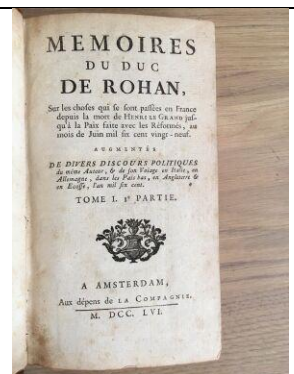 MEMOIRES
DU DUC
DE ROHAN,
Sur les choses qui se sont passées en France
depuis la mort de HENRI LE GRAND jus-
qu'à la Paix faite avec les Réformés, au
mois de Juin mil six cent vingt-neuf.
AUGMENTÉS
DE DIVERS DISCOURS POLITIQUES
du même Auteur, & de son Voyage en Italie, en
Allemagne, dans les Païs bas, en Angleterre &
en Ecosse, l'an mil six cent.
TOME I. 1e PARTIE.
A AMSTERDAM,
Aux dépens de LA COMPAGNIE.
M. DCC. LVI.